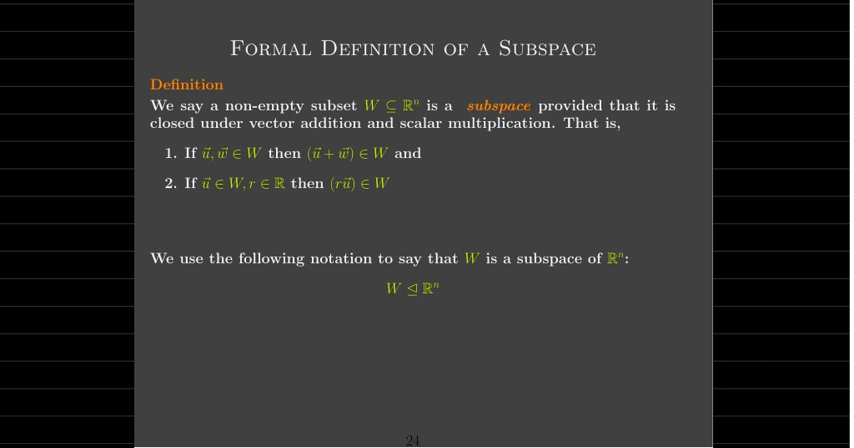 Formal Definition of a Subspace
Definition
We say a non-empty subset W ⊆ ℝⁿ is a subspace provided that it is
closed under vector addition and scalar multiplication. That is,
1. If u⃗, w⃗ ∈ W then (u⃗ + w⃗) ∈ W and
2. If u⃗ ∈ W, r ∈ ℝ then (ru⃗) ∈ W
We use the following notation to say that W is a subspace of ℝⁿ:
W ⊴ ℝⁿ
24